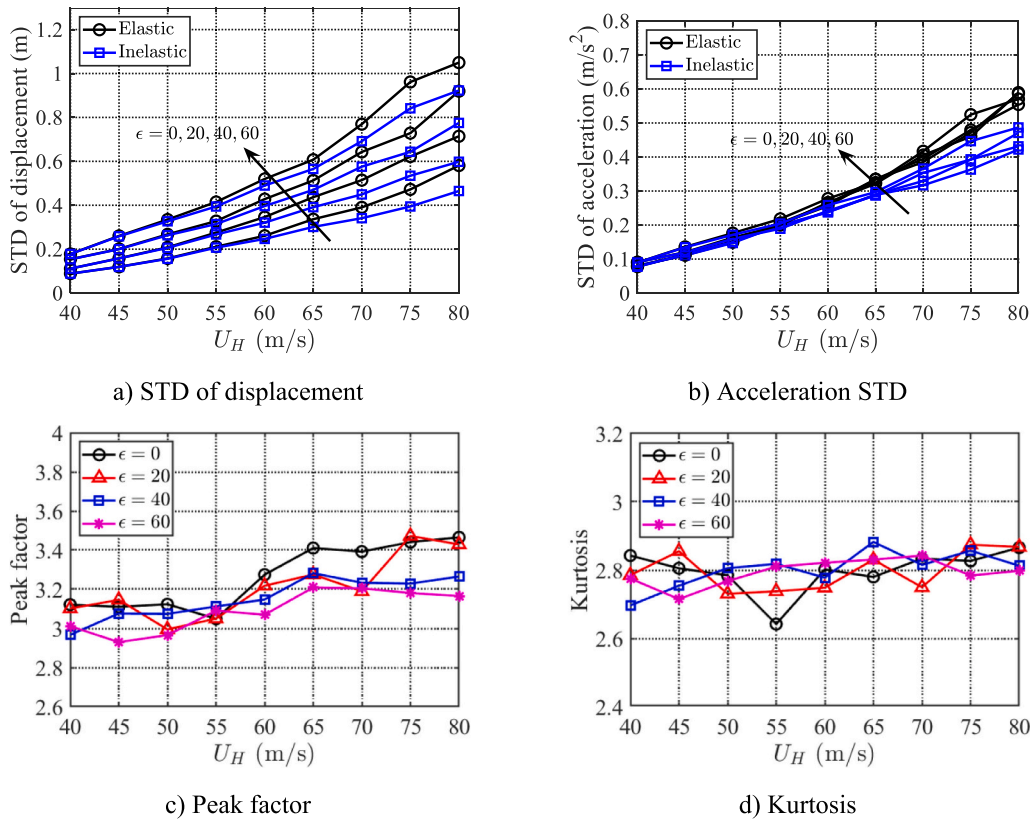 STD of displacement (m)
1.2
1
0.8
0.6
0.4
0.2
0
Elastic
Inelastic
ϵ = 0, 20, 40, 60
40 45 50 55 60 65 70 75 80
U_H (m/s)
a) STD of displacement
STD of acceleration (m/s²)
0.8
0.7
0.6
0.5
0.4
0.3
0.2
0.1
0
Elastic
Inelastic
ϵ = 0, 20, 40, 60
40 45 50 55 60 65 70 75 80
U_H (m/s)
b) Acceleration STD
Peak factor
4
3.8
3.6
3.4
3.2
3
2.8
2.6
ϵ = 0
ϵ = 20
ϵ = 40
ϵ = 60
40 45 50 55 60 65 70 75 80
U_H (m/s)
c) Peak factor
Kurtosis
3.2
3
2.8
2.6
2.4
ϵ = 0
ϵ = 20
ϵ = 40
ϵ = 60
40 45 50 55 60 65 70 75 80
U_H (m/s)
d) Kurtosis